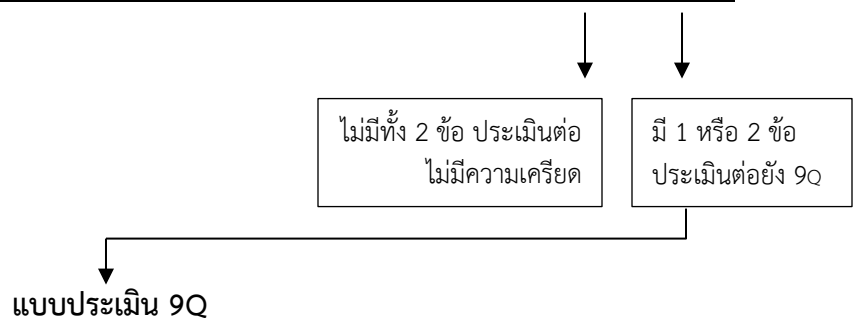 ไม่มีทั้ง 2 ข้อ ประเมินต่อ
ไม่มีความเครียด
มี 1 หรือ 2 ข้อ
ประเมินต่อยัง 9Q
แบบประเมิน 9Q